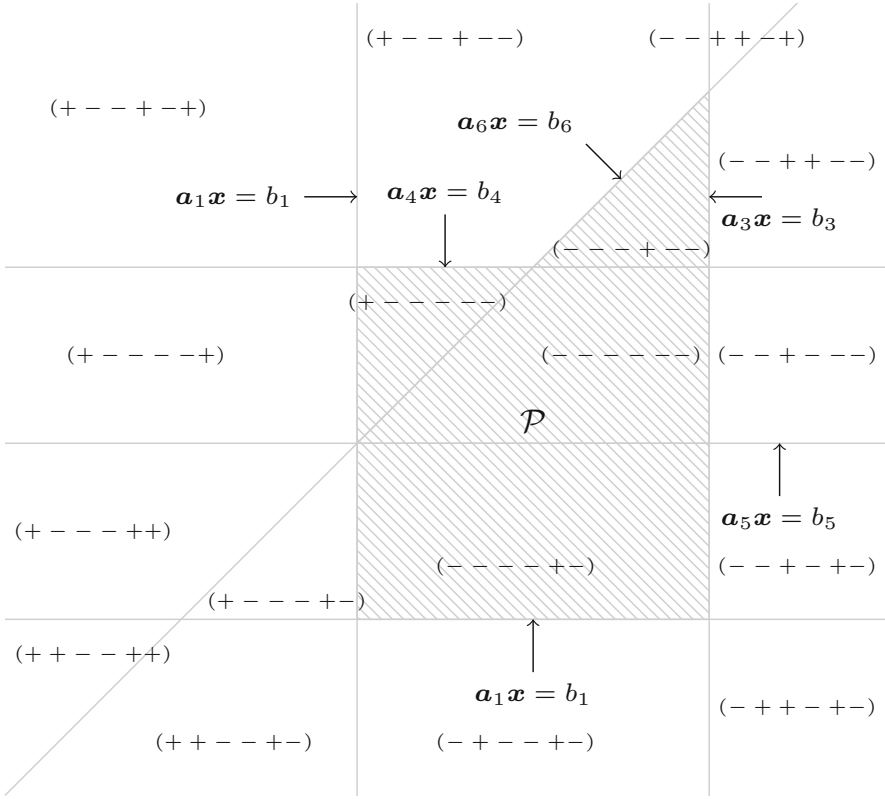 (+ − − + − −)
(− − + + − +)
(+ − − + − +)
a₆x = b₆
(− − + + − −)
a₁x = b₁
a₄x = b₄
a₃x = b₃
(− − − + − −)
(+ − − − − −)
(+ − − − − +)
(− − − − − −)
(− − + − − −)
𝒫
a₅x = b₅
(+ − − − + +)
(− − − − + −)
(− − + − + −)
(+ − − − + −)
(+ + − − + +)
a₁x = b₁
(− + + − + −)
(+ + − − + −)
(− + − − + −)